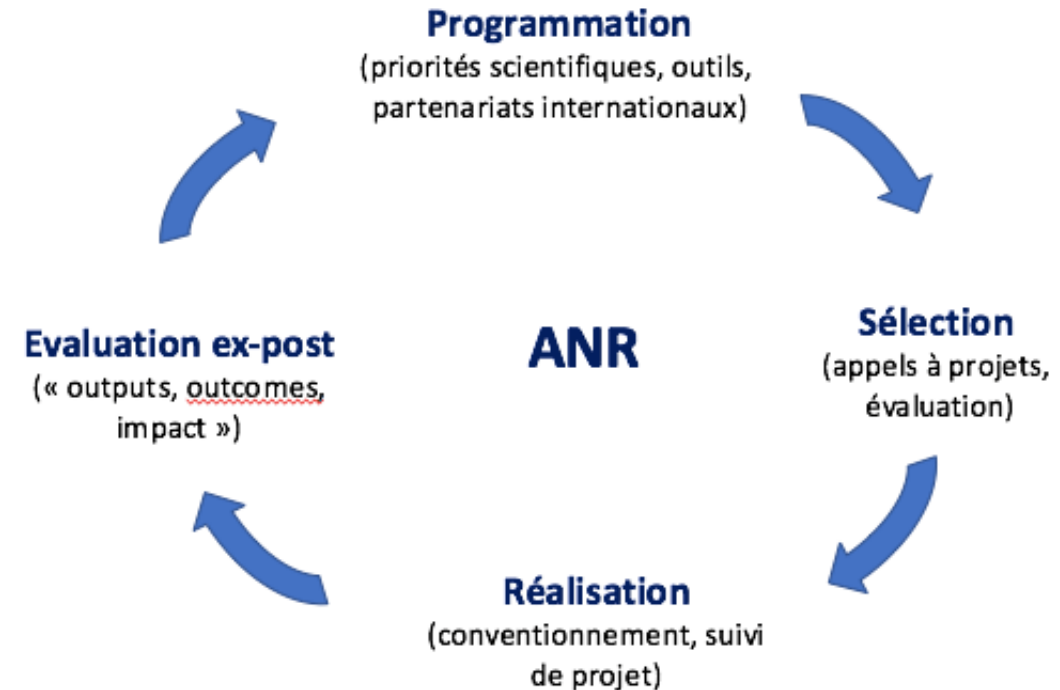 Programmation
(priorités scientifiques, outils,
partenariats internationaux)
Sélection
(appels à projets,
évaluation)
ANR
Evaluation ex-post
(« outputs, outcomes,
impact »)
Réalisation
(conventionnement, suivi
de projet)